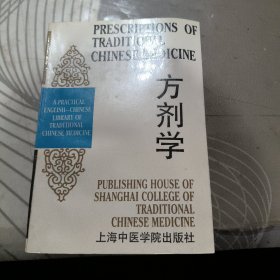 PRESCRIPTIONS OF
TRADITIONAL
CHINESE MEDICINE
A PRACTICAL
ENGLISH—CHINESE
LIBRARY OF
TRADITIONAL
CHINESE MEDICINE
方剂学
PUBLISHING HOUSE OF
SHANGHAI COLLEGE OF
TRADITIONAL
CHINESE MEDICINE
上海中医学院出版社